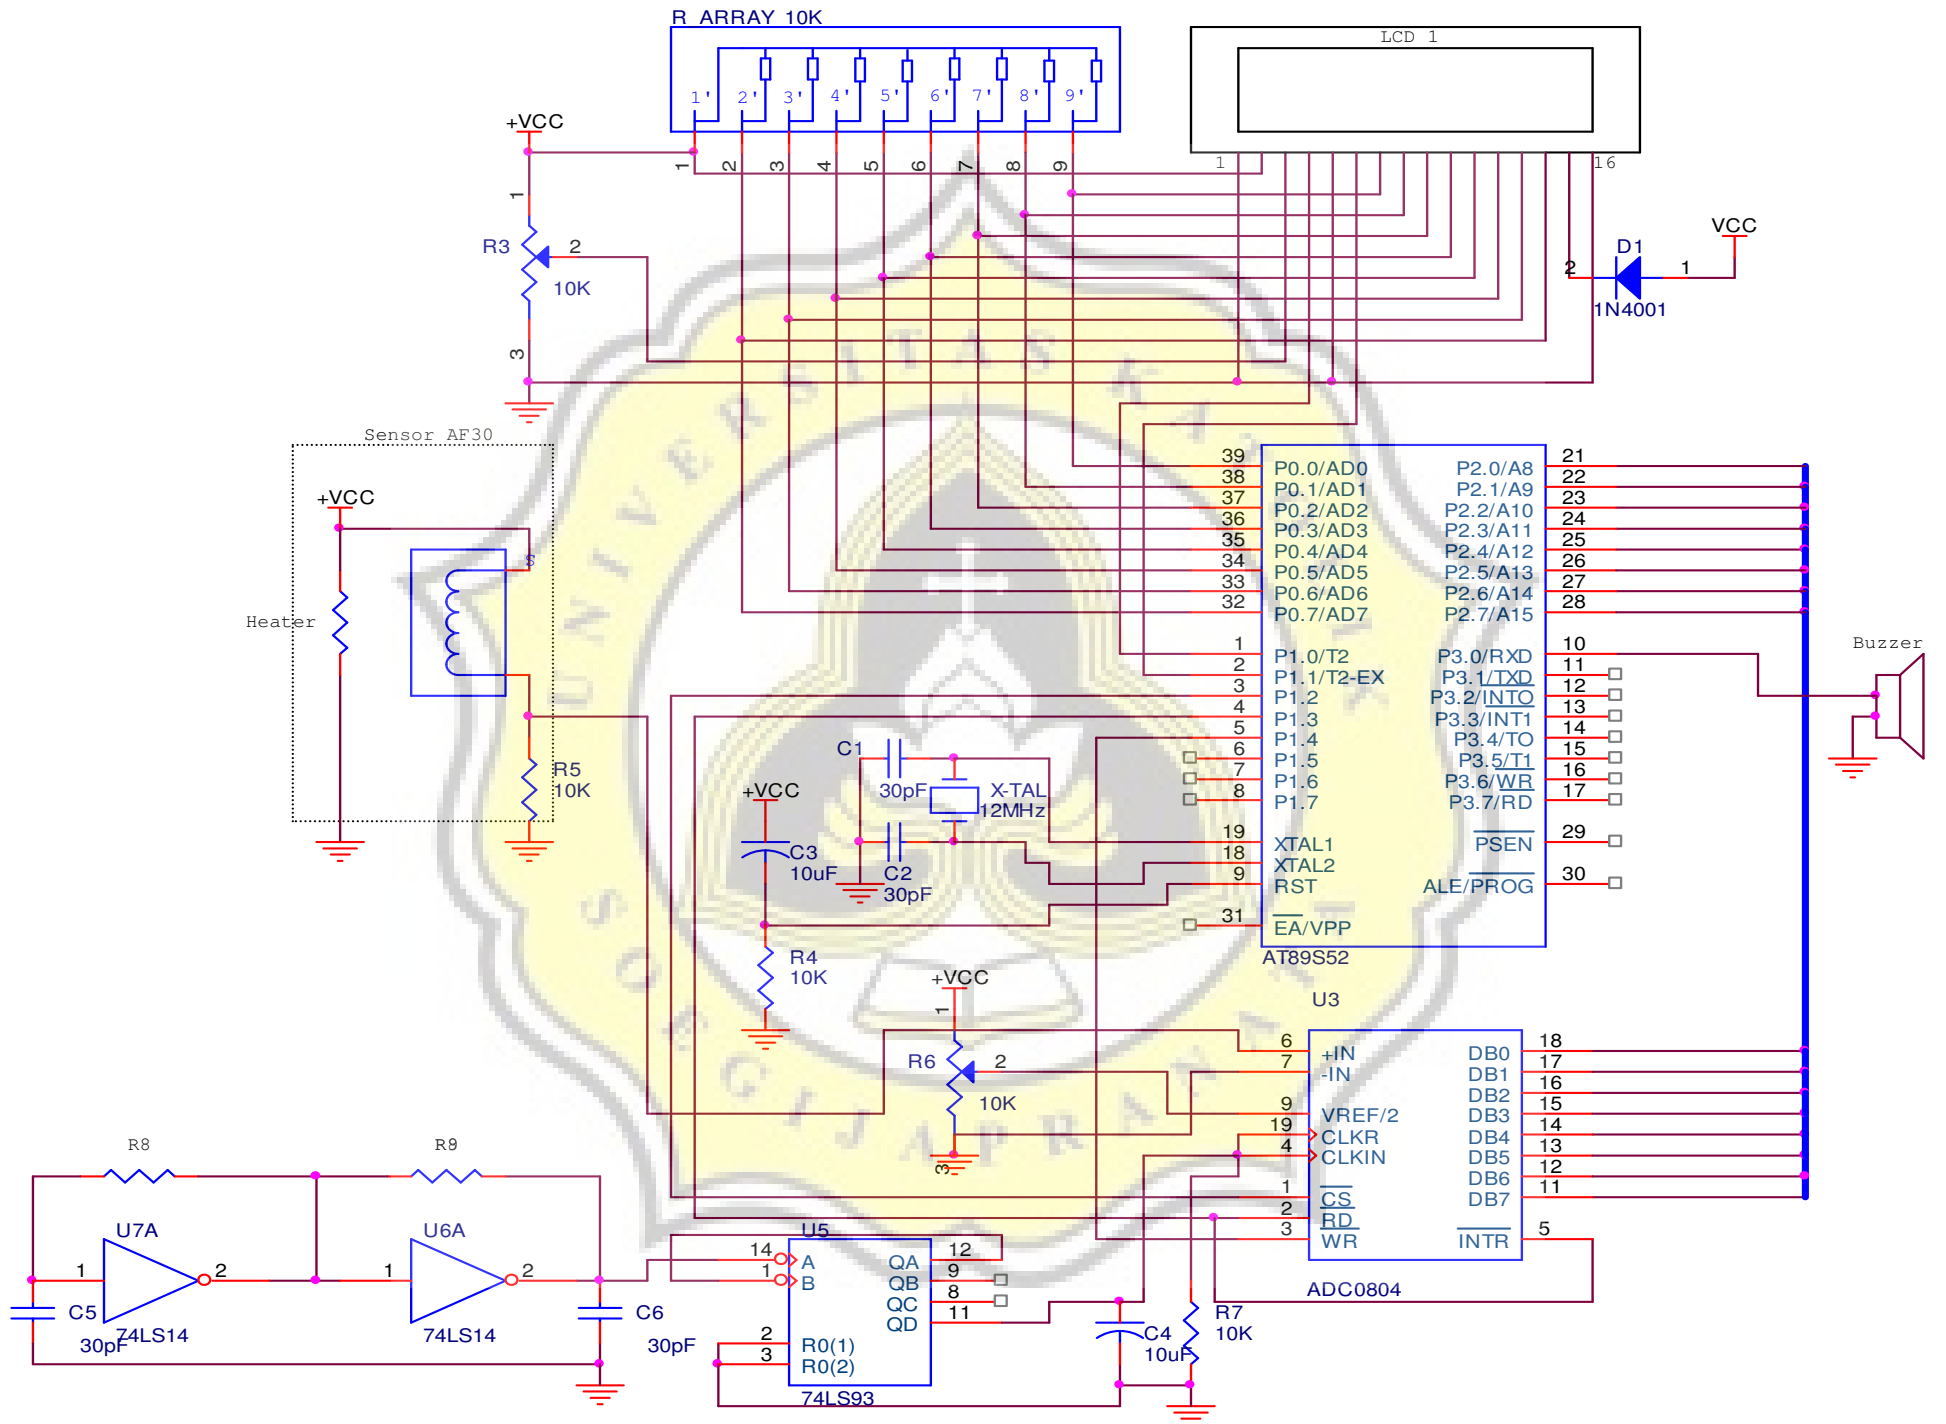 R ARRAY 10K
1' 2' 3' 4' 5' 6' 7' 8' 9'
1 2 3 4 5 6 7 8 9
LCD 1
1 16
+VCC
1
R3 2
10K
3
VCC
D1
2 1
1N4001
UNIVERSITAS KATOLIK
SOEGIJAPRANATA
Sensor AF30
+VCC
S
Heater
R5
10K
39 P0.0/AD0
38 P0.1/AD1
37 P0.2/AD2
36 P0.3/AD3
35 P0.4/AD4
34 P0.5/AD5
33 P0.6/AD6
32 P0.7/AD7
1 P1.0/T2
2 P1.1/T2-EX
3 P1.2
4 P1.3
5 P1.4
6 P1.5
7 P1.6
8 P1.7
19 XTAL1
18 XTAL2
9 RST
31 EA/VPP
P2.0/A8 21
P2.1/A9 22
P2.2/A10 23
P2.3/A11 24
P2.4/A12 25
P2.5/A13 26
P2.6/A14 27
P2.7/A15 28
P3.0/RXD 10
P3.1/TXD 11
P3.2/INTO 12
P3.3/INT1 13
P3.4/TO 14
P3.5/T1 15
P3.6/WR 16
P3.7/RD 17
PSEN 29
ALE/PROG 30
AT89S52
Buzzer
C1
30pF
X-TAL
12MHz
C2
30pF
+VCC
C3
10uF
R4
10K
+VCC
1
R6 2
10K
3
U3
6 +IN
7 -IN
9 VREF/2
19 CLKR
4 CLKIN
1 CS
2 RD
3 WR
DB0 18
DB1 17
DB2 16
DB3 15
DB4 14
DB5 13
DB6 12
DB7 11
INTR 5
ADC0804
R8
R9
U7A
1 2
74LS14
C5
30pF
U6A
1 2
74LS14
C6
30pF
U5
14 A
1 B
QA 12
QB 9
QC 8
QD 11
2 R0(1)
3 R0(2)
74LS93
C4
10uF
R7
10K